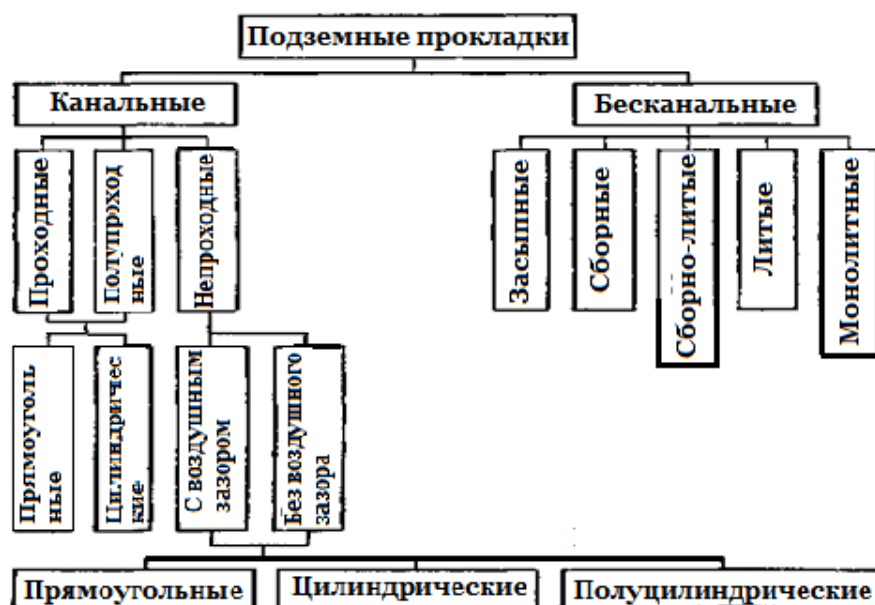 Подземные прокладки
Канальные
Бесканальные
Проходные
Полупроход
ные
Непроходные
Засыпные
Сборные
Сборно-литые
Литые
Монолитные
Прямоуголь
ные
Цилиндричес
кие
С воздушным
зазором
Без воздушного
зазора
Прямоугольные
Цилиндрические
Полуцилиндрические